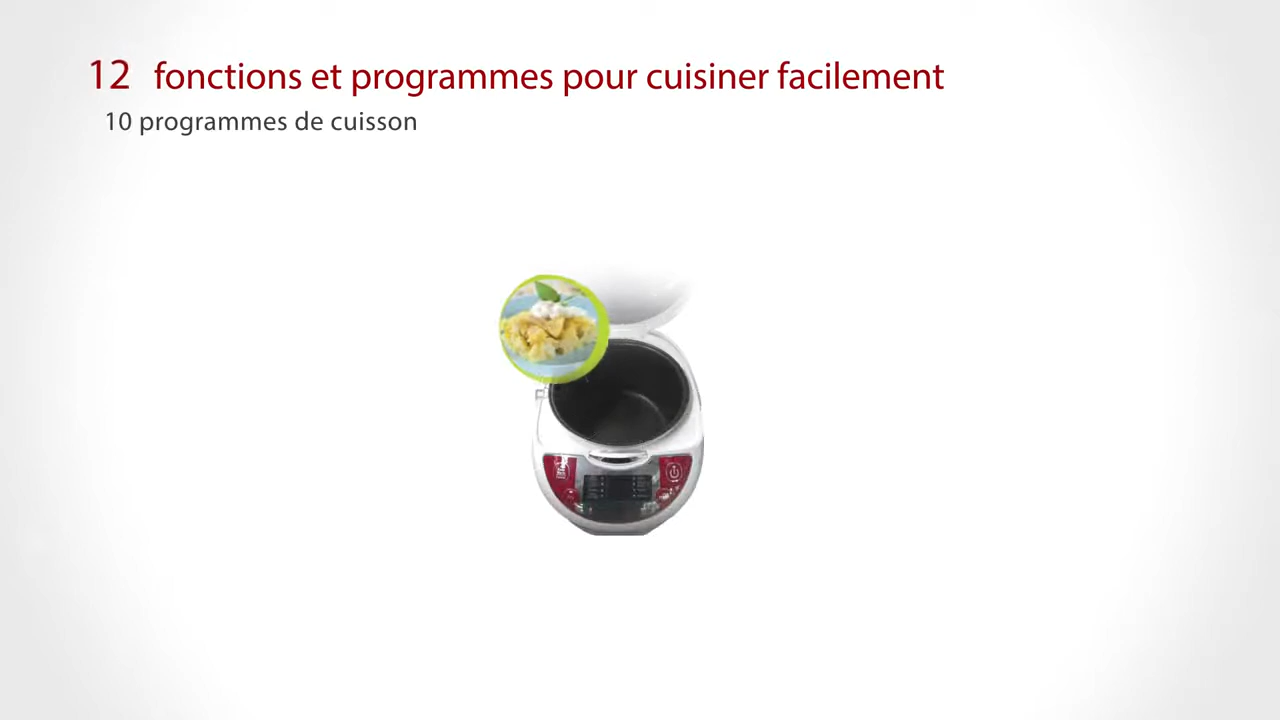 12 fonctions et programmes pour cuisiner facilement
10 programmes de cuisson